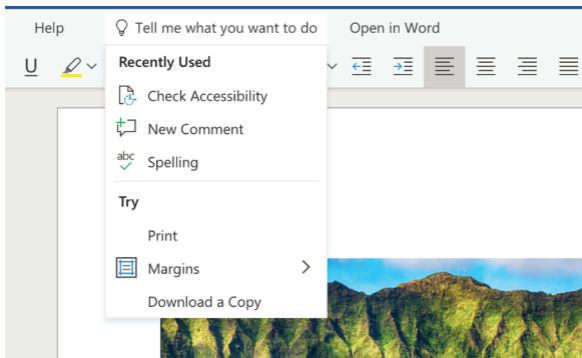 Help
Tell me what you want to do
Open in Word
U
Recently Used
Check Accessibility
New Comment
abc
Spelling
Try
Print
Margins
Download a Copy